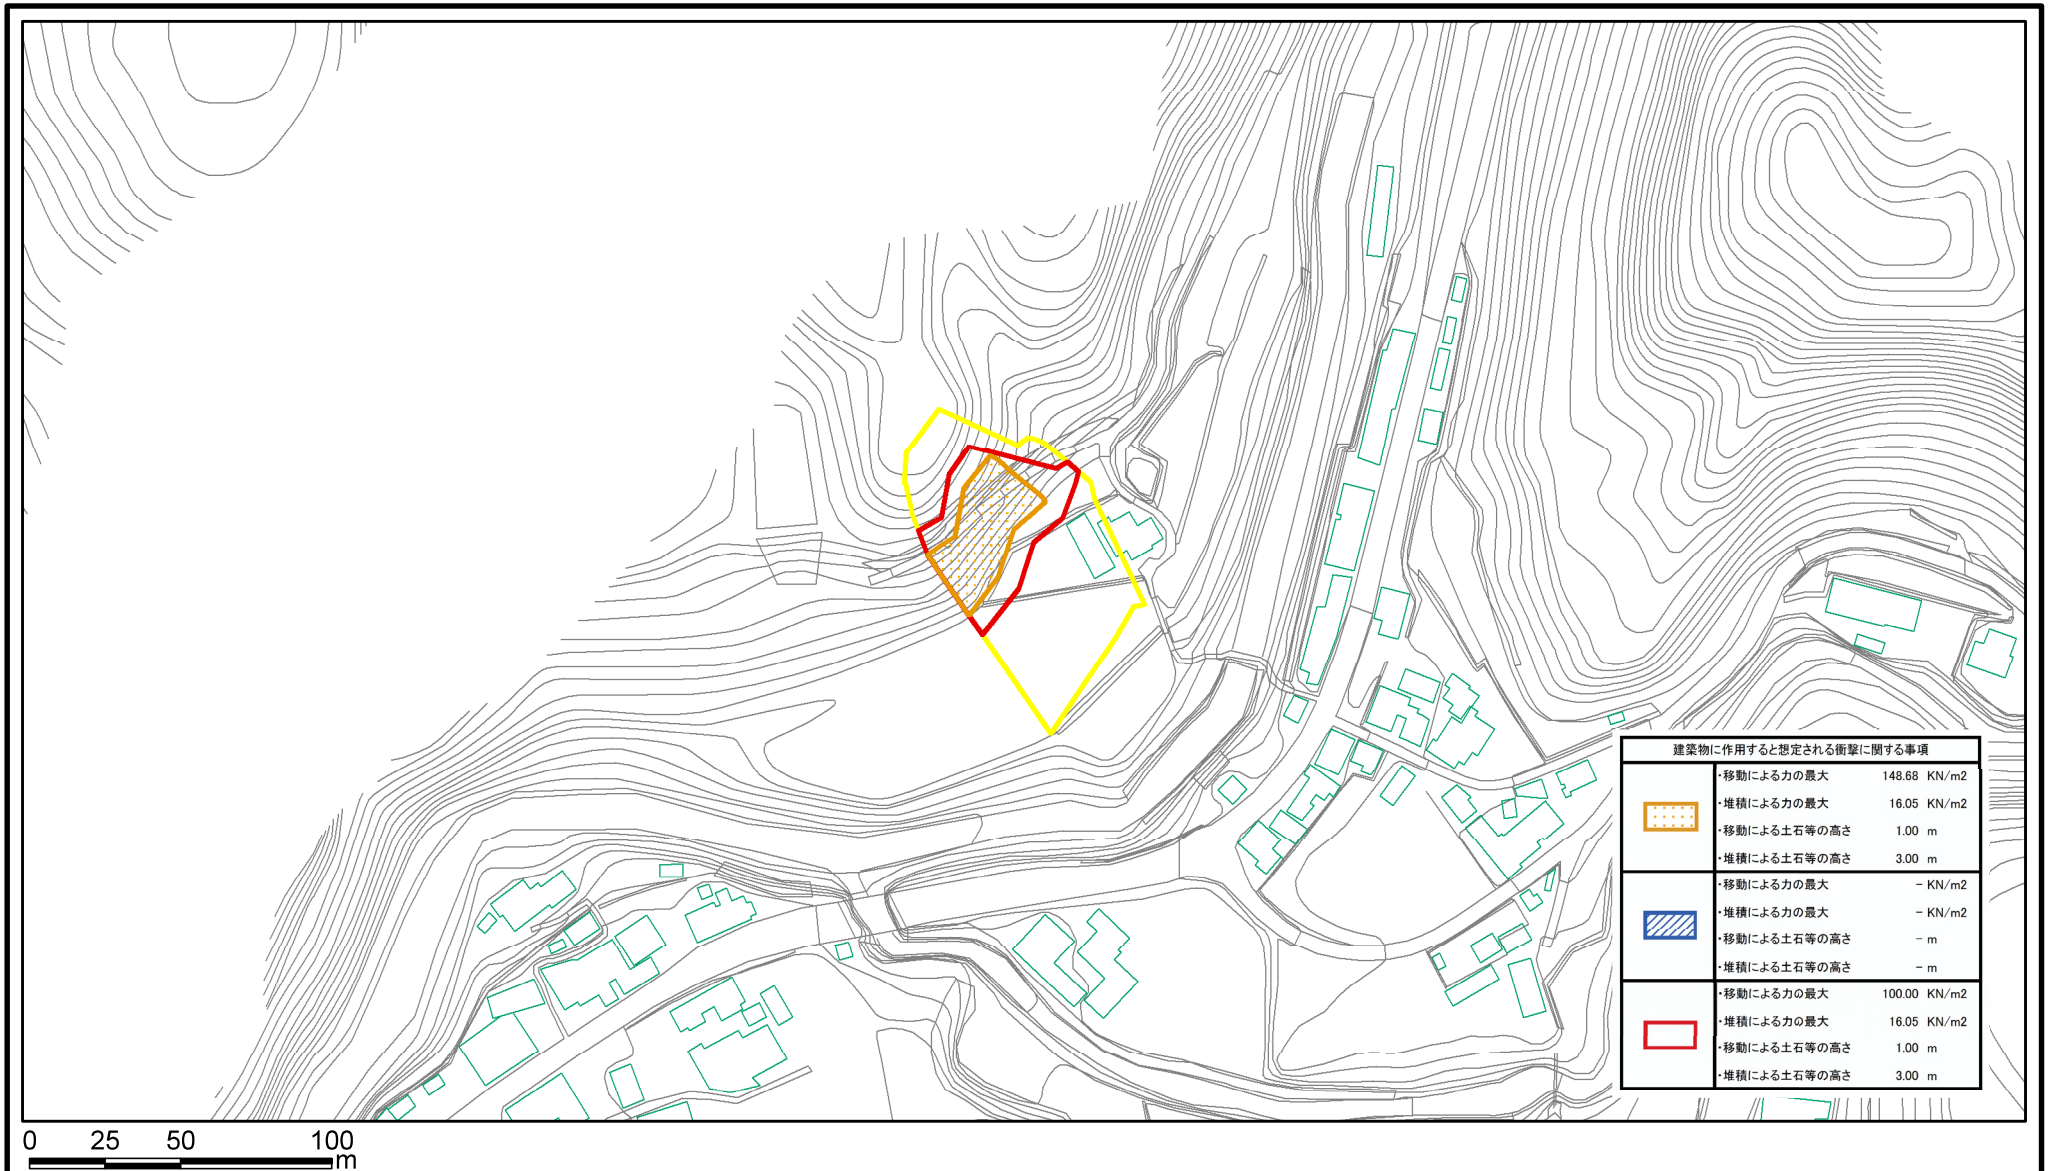 建築物に作用すると想定される衝撃に関する事項
・移動による力の最大 148.68 KN/m2
・堆積による力の最大 16.05 KN/m2
・移動による土石等の高さ 1.00 m
・堆積による土石等の高さ 3.00 m
・移動による力の最大 - KN/m2
・堆積による力の最大 - KN/m2
・移動による土石等の高さ - m
・堆積による土石等の高さ - m
・移動による力の最大 100.00 KN/m2
・堆積による力の最大 16.05 KN/m2
・移動による土石等の高さ 1.00 m
・堆積による土石等の高さ 3.00 m
0 25 50 100
m